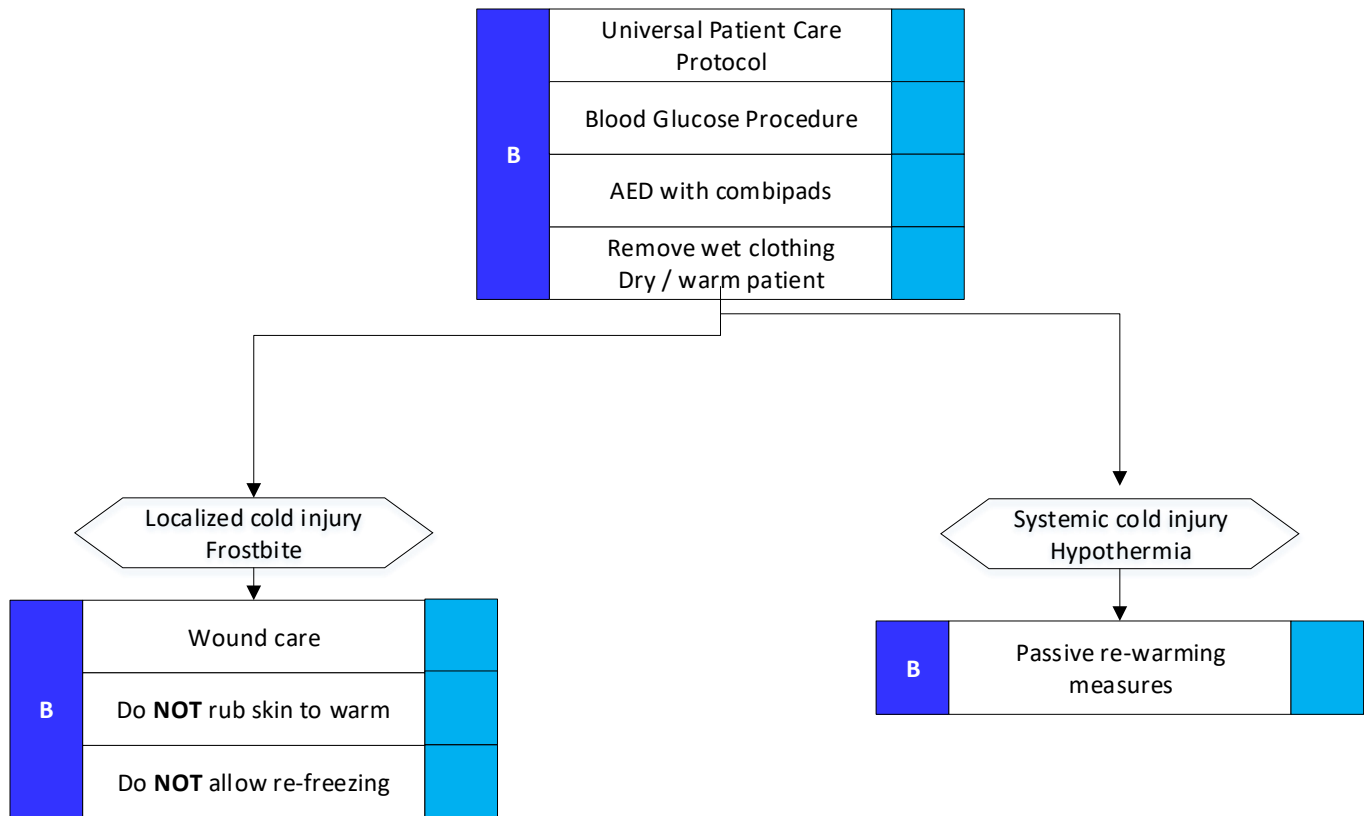 Universal Patient Care
Protocol
Blood Glucose Procedure
B
AED with combipads
Remove wet clothing
Dry / warm patient
Localized cold injury
Frostbite
Systemic cold injury
Hypothermia
Wound care
B
Do NOT rub skin to warm
Do NOT allow re-freezing
B
Passive re-warming
measures